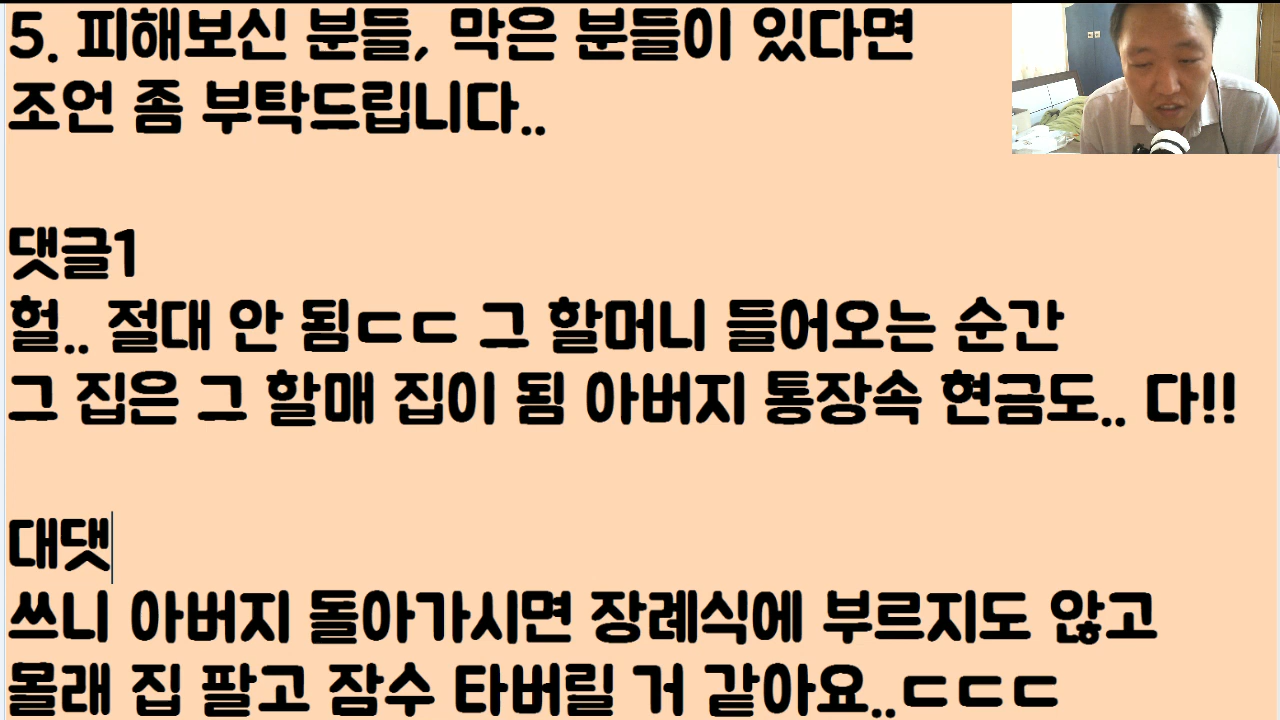 5. 피해보신 분들, 막은 분들이 있다면
조언 좀 부탁드립니다..
댓글1
헐.. 절대 안 됨ㄷㄷ 그 할머니 들어오는 순간
그 집은 그 할매 집이 됨 아버지 통장속 현금도.. 다!!
대댓
쓰니 아버지 돌아가시면 장례식에 부르지도 않고
몰래 집 팔고 잠수 타버릴 거 같아요..ㄷㄷㄷ